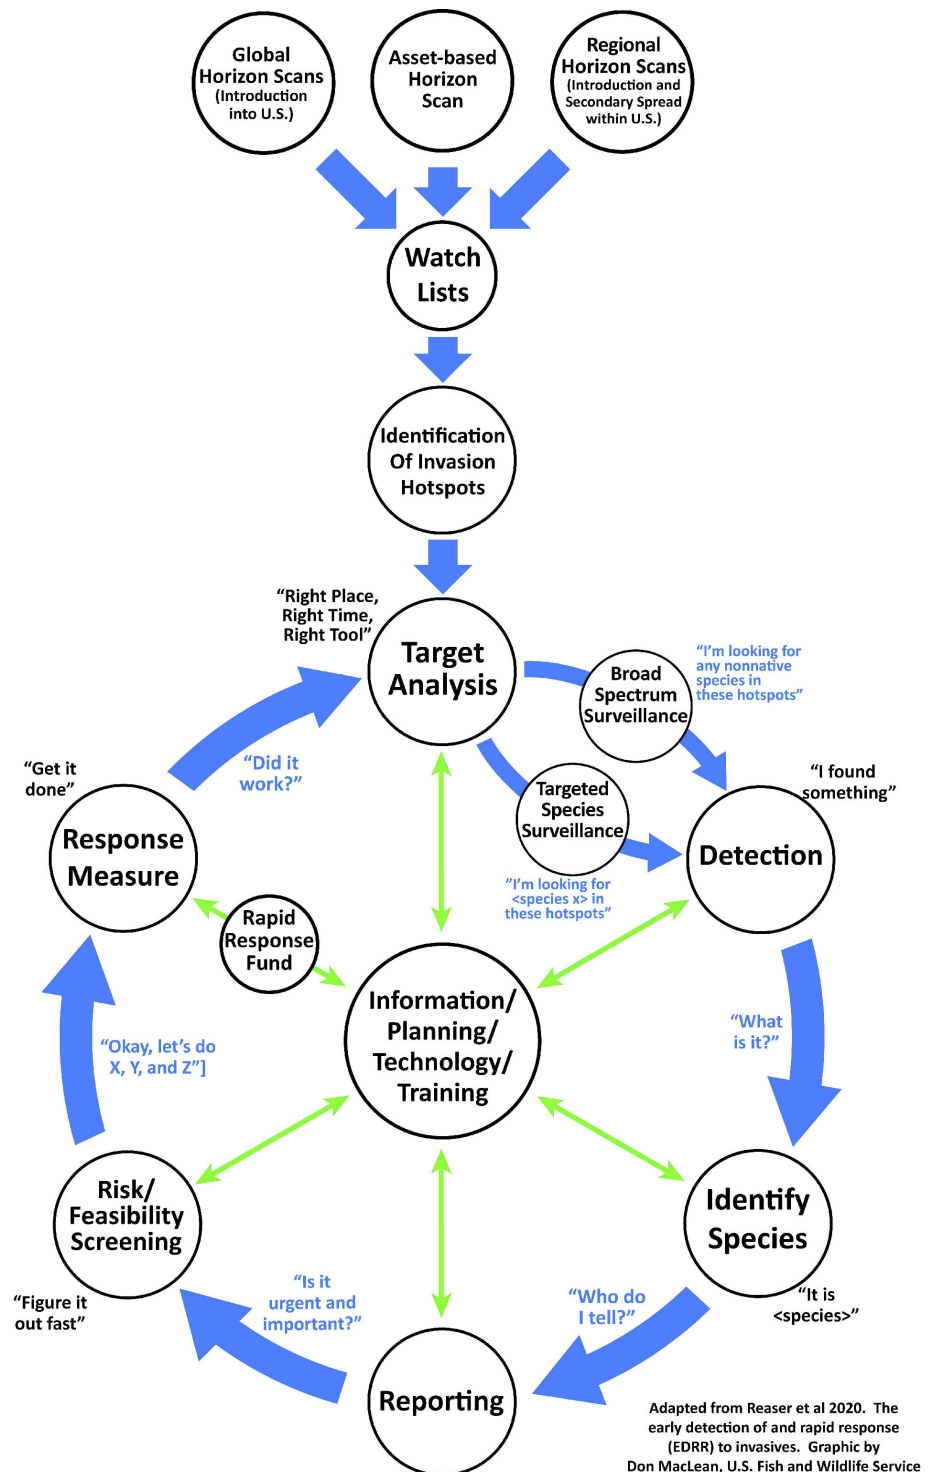 Global
Horizon Scans
(Introduction
into U.S.)
Asset-based
Horizon
Scan
Regional
Horizon Scans
(Introduction and
Secondary Spread
within U.S.)
Watch
Lists
Identification
Of Invasion
Hotspots
“Right Place,
Right Time,
Right Tool”
Target
Analysis
Broad
Spectrum
Surveillance
“I’m looking for
any nonnative
species in
these hotspots”
Targeted
Species
Surveillance
”I’m looking for
<species x> in
these hotspots”
“I found
something”
Detection
“What
is it?”
Identify
Species
“It is
<species>”
“Who do
I tell?”
Reporting
“Is it
urgent and
important?”
Risk/
Feasibility
Screening
“Figure it
out fast”
“Okay, let’s do
X, Y, and Z”]
“Get it
done”
Response
Measure
“Did it
work?”
Rapid
Response
Fund
Information/
Planning/
Technology/
Training
Adapted from Reaser et al 2020. The
early detection of and rapid response
(EDRR) to invasives. Graphic by
Don MacLean, U.S. Fish and Wildlife Service